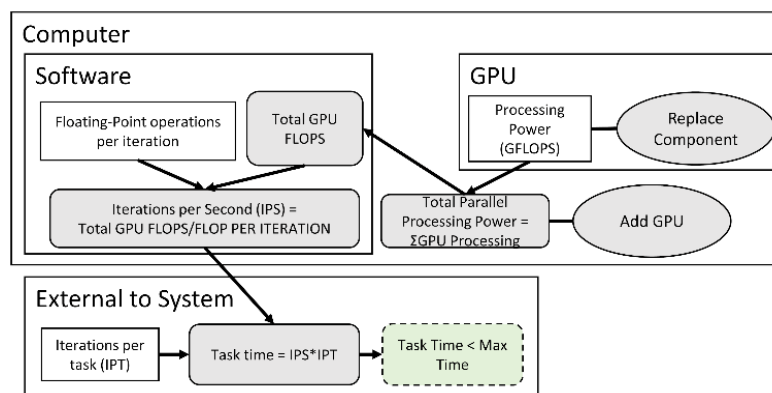 Computer
Software
Floating-Point operations
per iteration
Total GPU
FLOPS
Iterations per Second (IPS) =
Total GPU FLOPS/FLOP PER ITERATION
GPU
Processing
Power
(GFLOPS)
Replace
Component
Total Parallel
Processing Power =
ΣGPU Processing
Add GPU
External to System
Iterations per
task (IPT)
Task time = IPS*IPT
Task Time < Max
Time